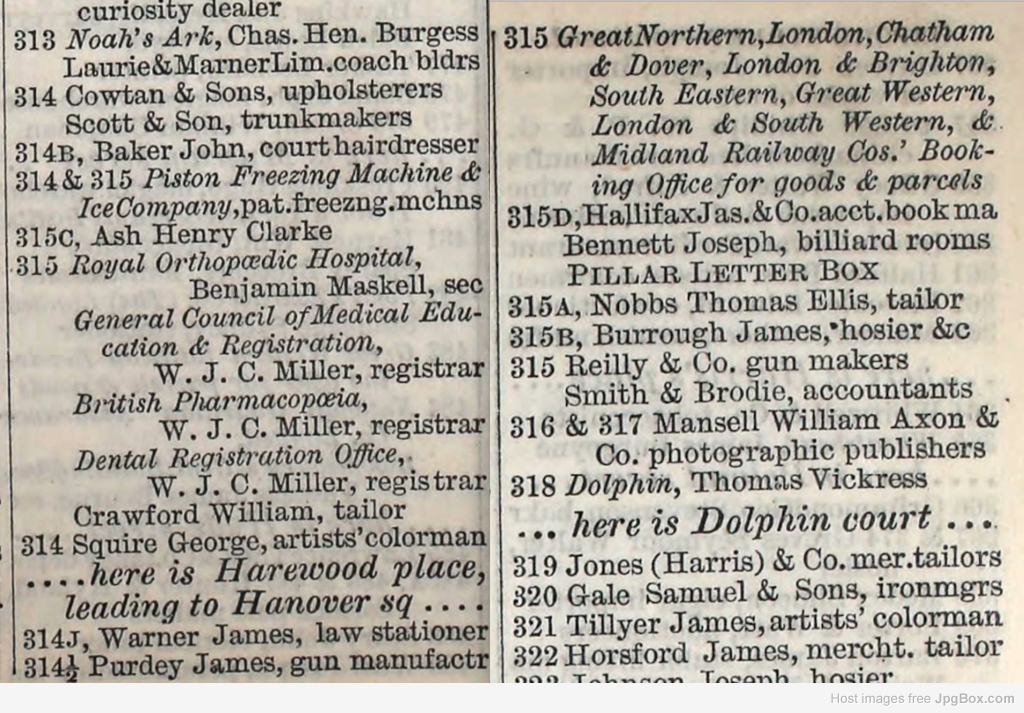 curiosity dealer
313 Noah's Ark, Chas. Hen. Burgess
Laurie&MarnerLim.coach bldrs
314 Cowtan & Sons, upholsterers
Scott & Son, trunkmakers
314B, Baker John, court hairdresser
314 & 315 Piston Freezing Machine &
IceCompany,pat.freezng.mchns
315C, Ash Henry Clarke
315 Royal Orthopædic Hospital,
Benjamin Maskell, sec
General Council of Medical Edu-
cation & Registration,
W. J. C. Miller, registrar
British Pharmacopœia,
W. J. C. Miller, registrar
Dental Registration Office,
W. J. C. Miller, registrar
Crawford William, tailor
314 Squire George, artists' colorman
....here is Harewood place,
leading to Hanover sq ....
314J, Warner James, law stationer
314½ Purdey James, gun manufactr
315 Great Northern, London, Chatham
& Dover, London & Brighton,
South Eastern, Great Western,
London & South Western, &
Midland Railway Cos.' Book-
ing Office for goods & parcels
315D, Hallifax Jas.&Co.acct.book ma
Bennett Joseph, billiard rooms
PILLAR LETTER BOX
315A, Nobbs Thomas Ellis, tailor
315B, Burrough James, hosier &c
315 Reilly & Co. gun makers
Smith & Brodie, accountants
316 & 317 Mansell William Axon &
Co. photographic publishers
318 Dolphin, Thomas Vickress
... here is Dolphin court ...
319 Jones (Harris) & Co. mer.tailors
320 Gale Samuel & Sons, ironmgrs
321 Tillyer James, artists' colorman
322 Horsford James, mercht. tailor
323 Johnson Joseph, hosier
Host images free JpgBox.com